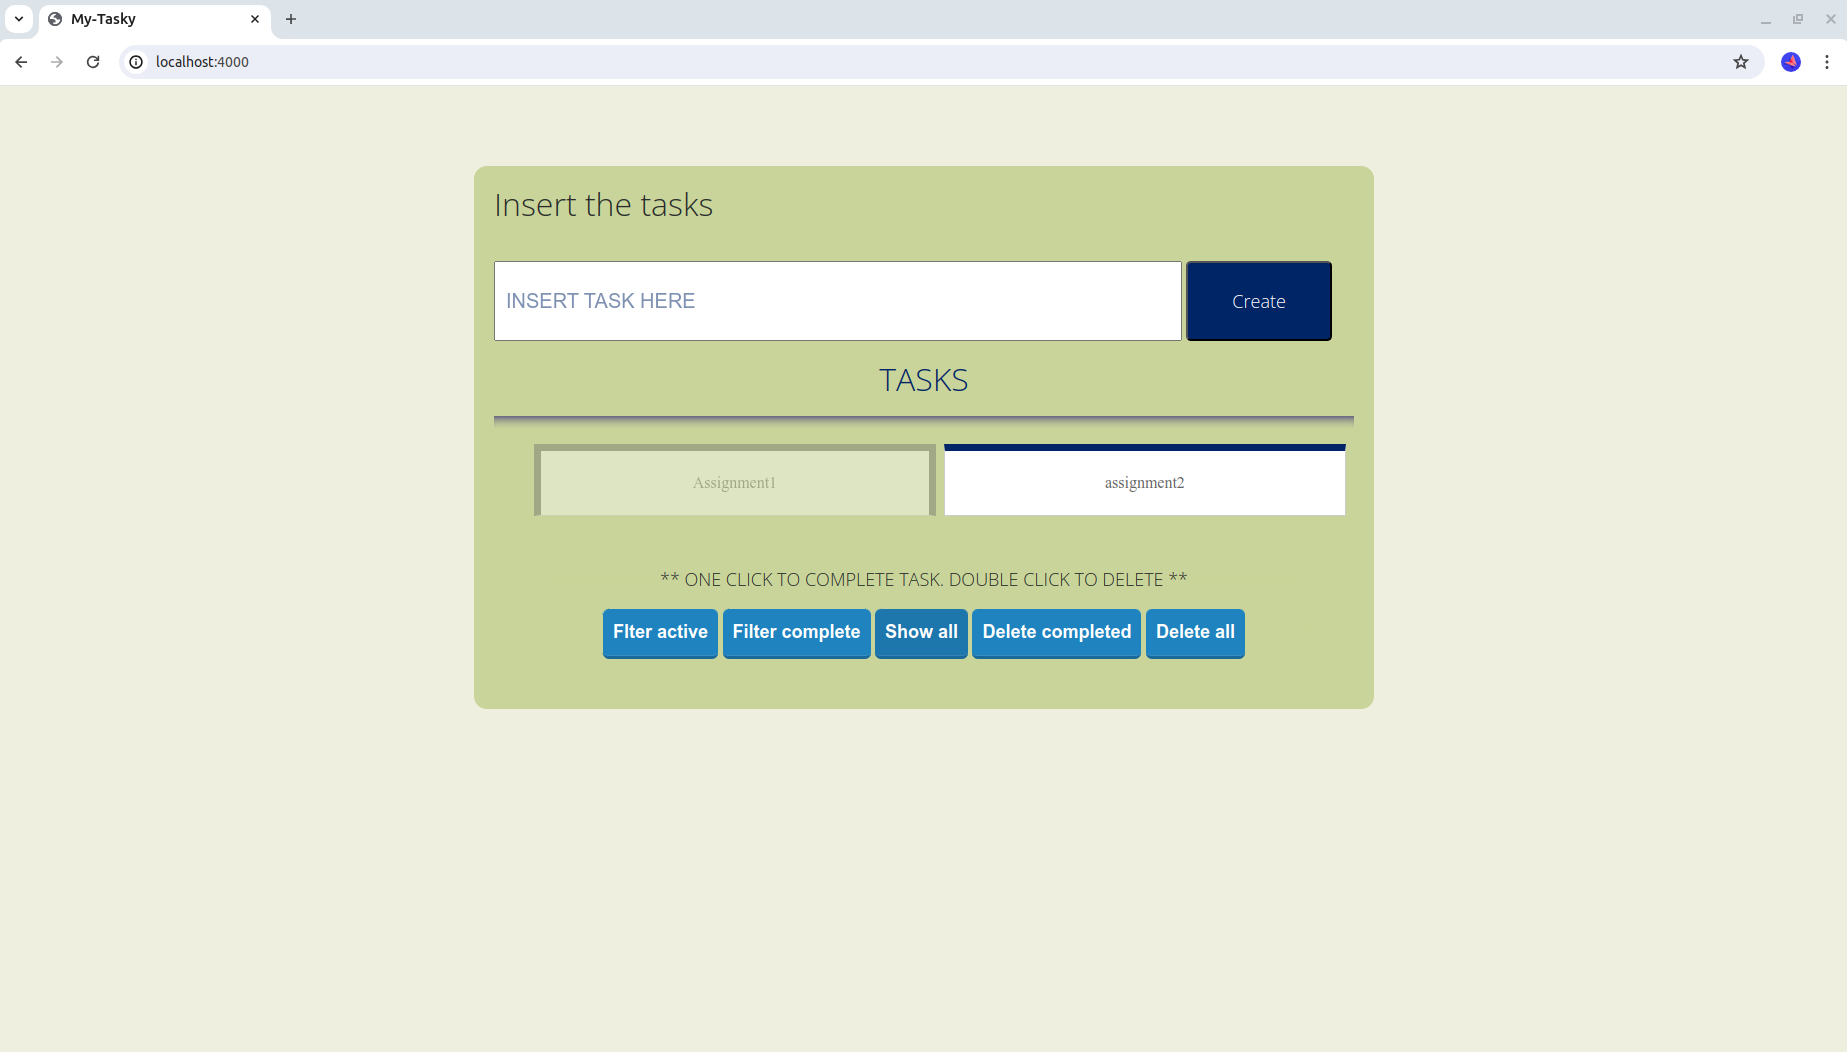 My-Tasky
localhost:4000
Insert the tasks
INSERT TASK HERE
Create
TASKS
Assignment1
assignment2
** ONE CLICK TO COMPLETE TASK. DOUBLE CLICK TO DELETE **
Flter active
Filter complete
Show all
Delete completed
Delete all